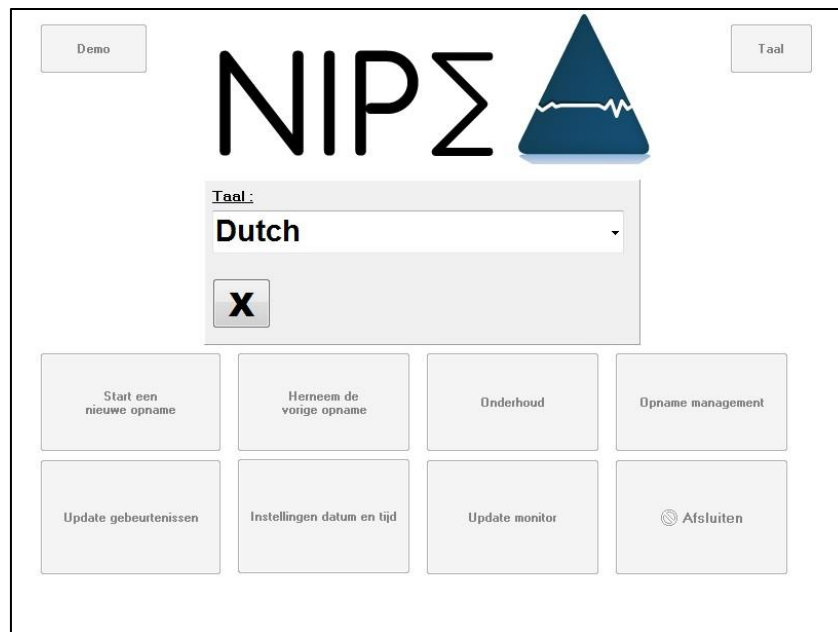 Demo
NIPΣ
Taal
Taal :
Dutch
X
Start een
nieuwe opname
Herneem de
vorige opname
Onderhoud
Opname management
Update gebeurtenissen
Instellingen datum en tijd
Update monitor
Afsluiten